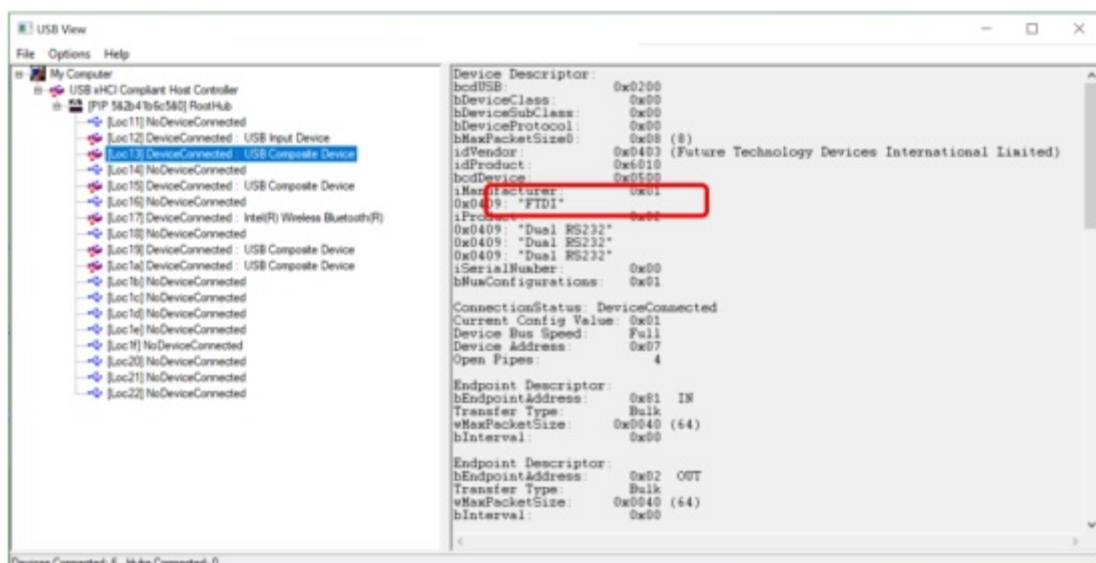 USB View
File Options Help
My Computer
USB xHCI Compliant Host Controller
RootHub
[Loc11] NoDeviceConnected
[Loc12] DeviceConnected : USB Input Device
[Loc13] DeviceConnected : USB Composite Device
[Loc14] NoDeviceConnected
[Loc15] DeviceConnected : USB Composite Device
[Loc16] NoDeviceConnected
[Loc17] DeviceConnected : Intel(R) Wireless Bluetooth(R)
[Loc18] NoDeviceConnected
[Loc19] DeviceConnected : USB Composite Device
[Loc1a] DeviceConnected : USB Composite Device
[Loc1b] NoDeviceConnected
[Loc1c] NoDeviceConnected
[Loc1d] NoDeviceConnected
[Loc1e] NoDeviceConnected
[Loc1f] NoDeviceConnected
[Loc20] NoDeviceConnected
[Loc21] NoDeviceConnected
[Loc22] NoDeviceConnected
Device Descriptor:
bcdUSB: 0x0200
bDeviceClass: 0x00
bDeviceSubClass: 0x00
bDeviceProtocol: 0x00
bMaxPacketSize0: 0x08 (8)
idVendor: 0x0403 (Future Technology Devices International Limited)
idProduct: 0x6010
bcdDevice: 0x0500
iManufacturer: 0x01
0x0409: "FTDI"
iProduct: 0x02
0x0409: "Dual RS232"
0x0409: "Dual RS232"
0x0409: "Dual RS232"
iSerialNumber: 0x00
bNumConfigurations: 0x01
ConnectionStatus: DeviceConnected
Current Config Value: 0x01
Device Bus Speed: Full
Device Address: 0x07
Open Pipes: 4
Endpoint Descriptor:
bEndpointAddress: 0x81 IN
Transfer Type: Bulk
wMaxPacketSize: 0x0040 (64)
bInterval: 0x00
Endpoint Descriptor:
bEndpointAddress: 0x02 OUT
Transfer Type: Bulk
wMaxPacketSize: 0x0040 (64)
bInterval: 0x00
Devices Connected: 6 Hubs Connected: 0